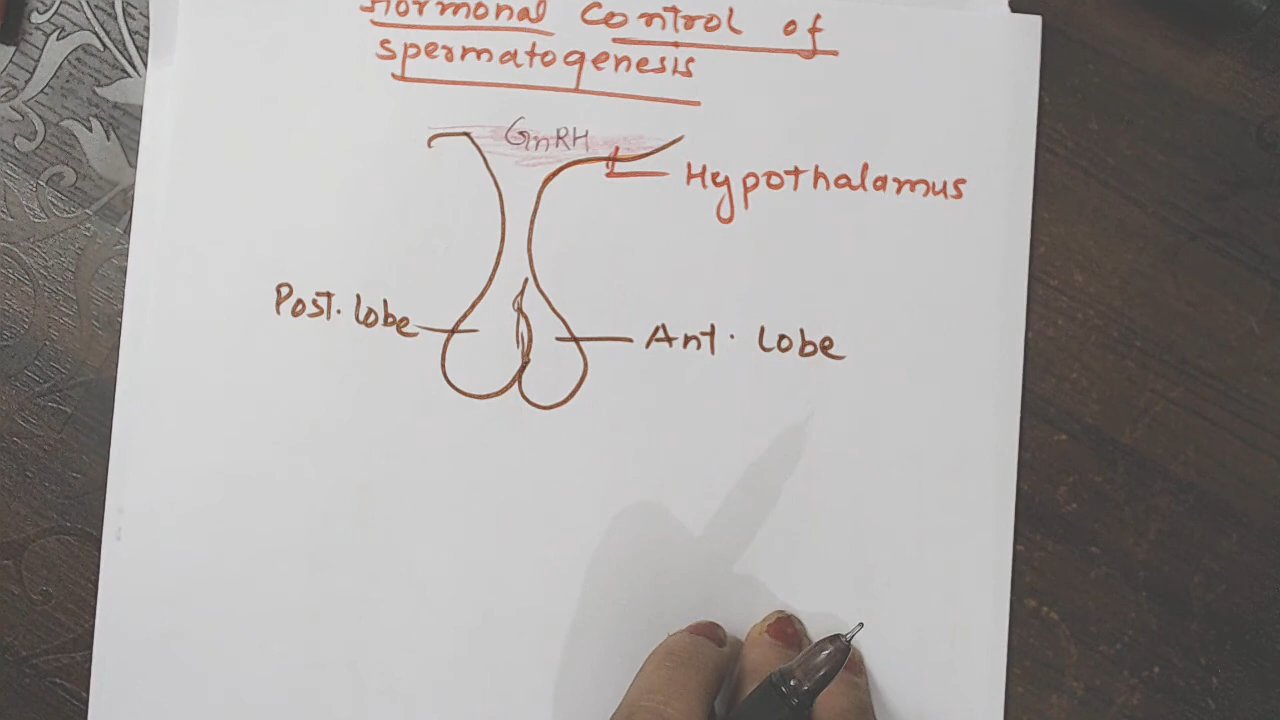 Hormonal Control of
spermatogenesis
GnRH
Hypothalamus
Post. lobe
Ant. lobe